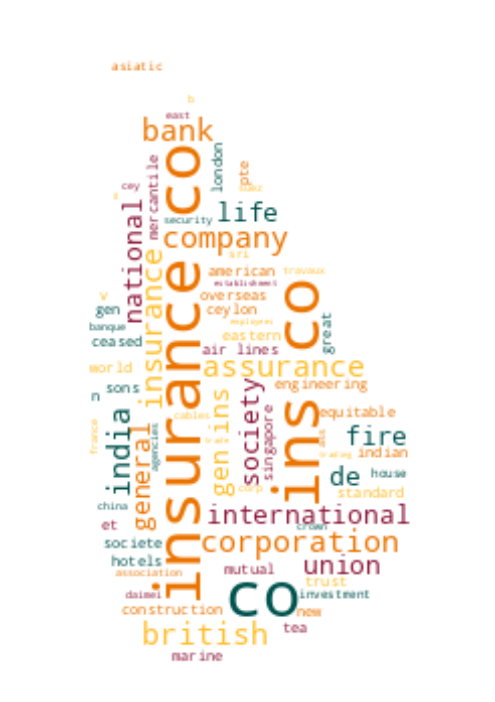 asiatic
b
east
bank
london
pte
mercantile
cey
insurance co
security
life
national
company
sri
american
travaux
establishment
insurance
v
overseas
gen
ceylon
ins co
employees
great
banque
ceased
eastern
air lines
world
assurance
engineering
sons
n
society
gen ins
india
general
cables
singapore
equitable
france
agencies
trade
fire
indian
trading
de
house
corp
standard
china
et
international
crown
societe
corporation
hotels
association
mutual
union
trust
daimei
co
investment
construction
new
british
tea
marine